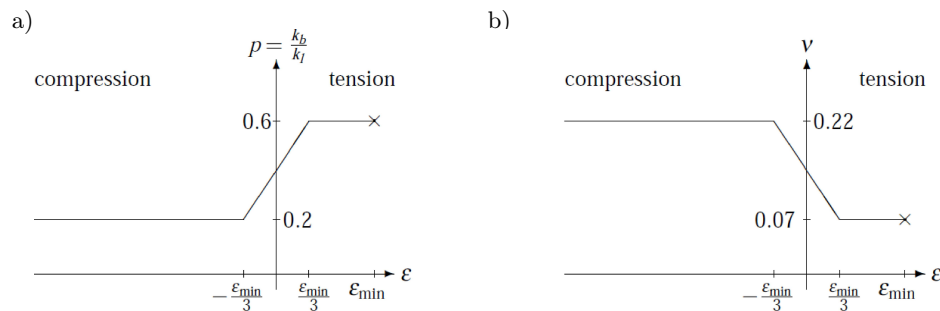 a)
p = k_b/k_l
compression
tension
0.6
0.2
-ε_min/3
ε_min/3
ε_min
ε
b)
ν
compression
tension
0.22
0.07
-ε_min/3
ε_min/3
ε_min
ε